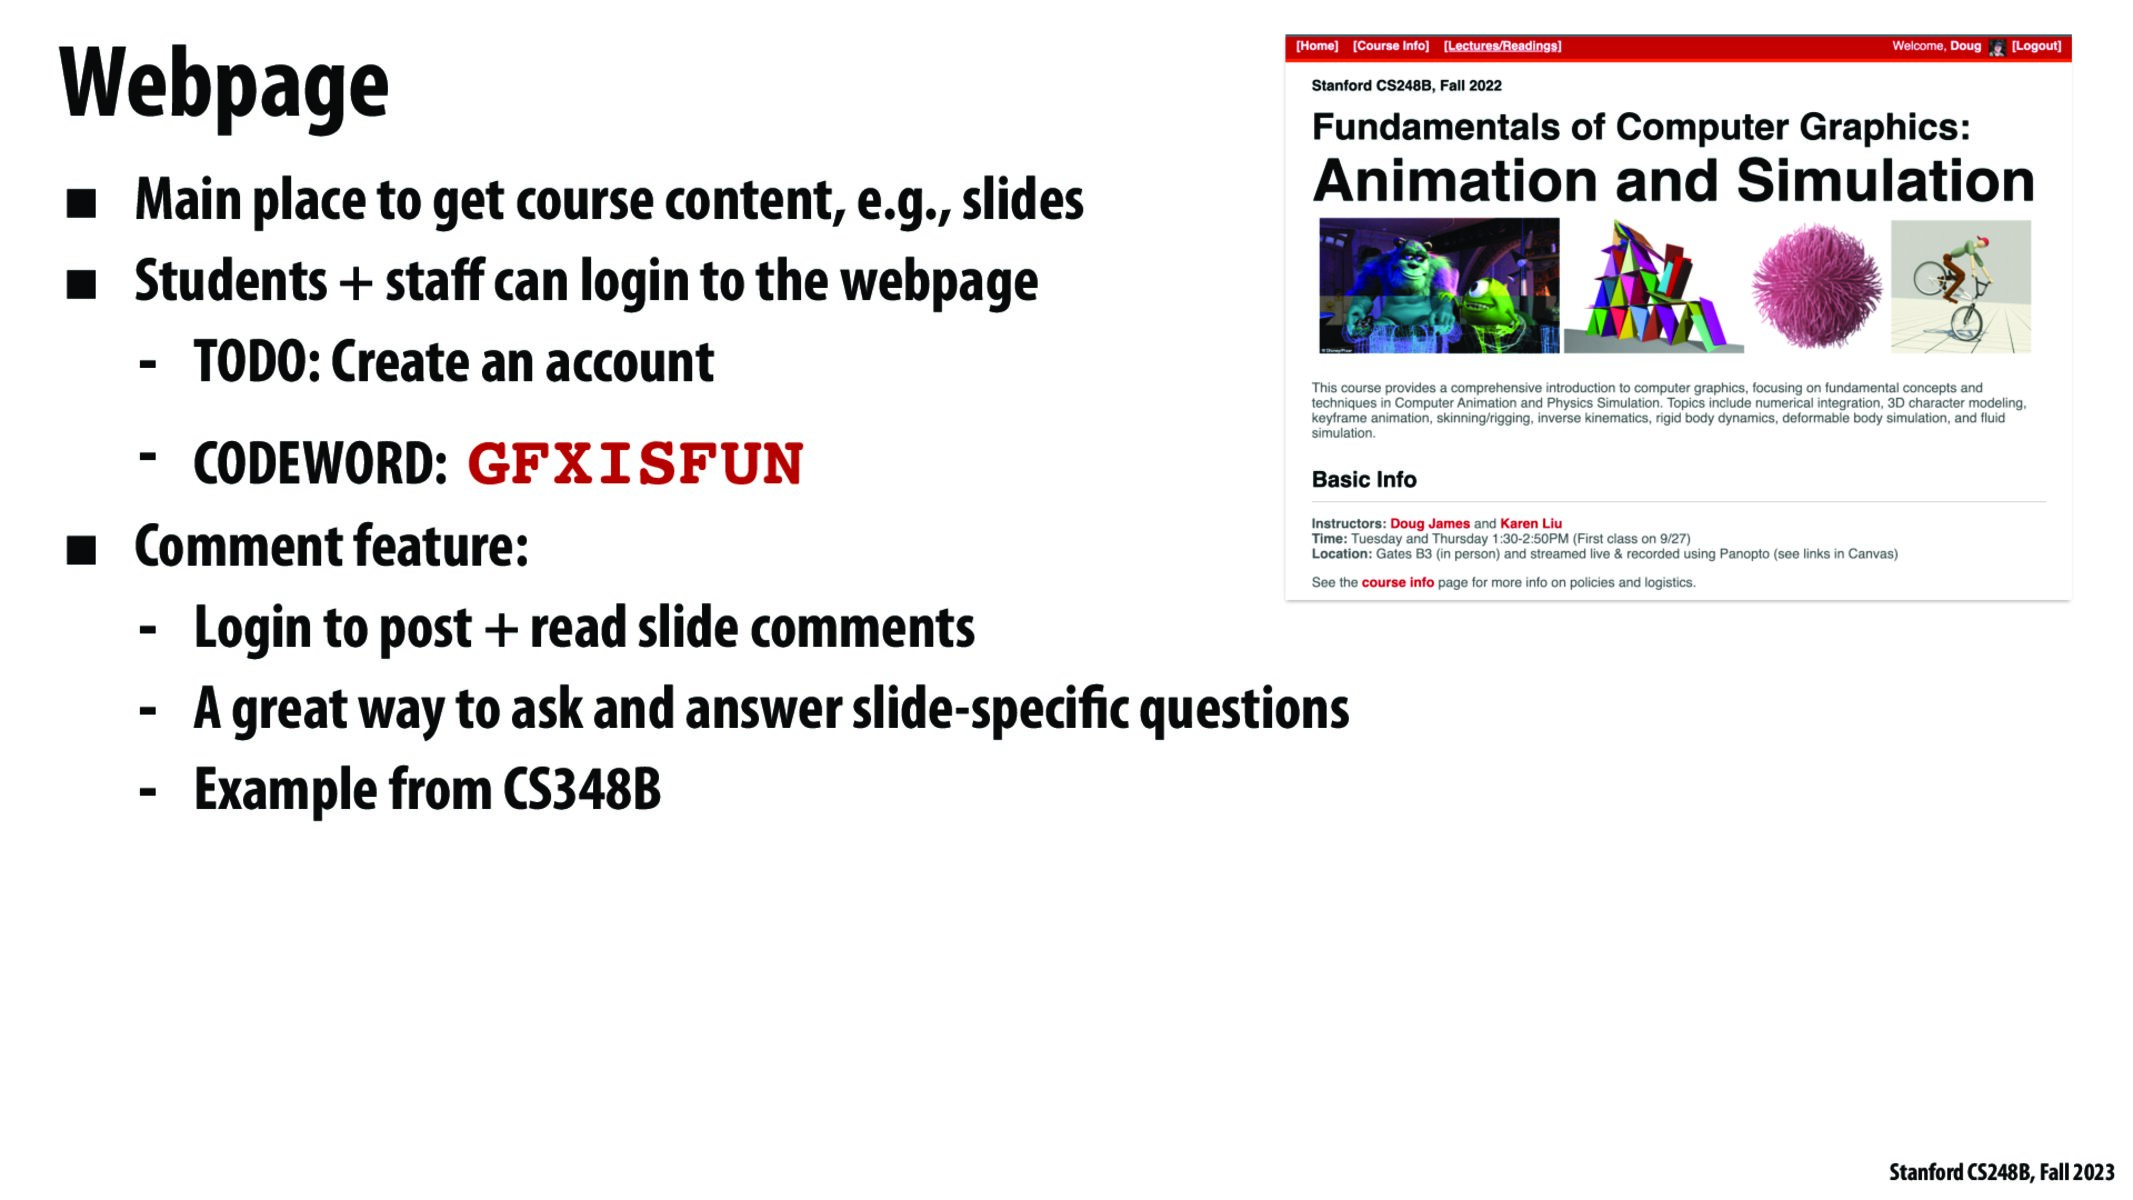 Webpage
■ Main place to get course content, e.g., slides
■ Students + staff can login to the webpage
- TODO: Create an account
- CODEWORD: GFXISFUN
■ Comment feature:
- Login to post + read slide comments
- A great way to ask and answer slide-specific questions
- Example from CS348B
[Home] [Course Info] [Lectures/Readings] Welcome, Doug [Logout]
Stanford CS248B, Fall 2022
Fundamentals of Computer Graphics:
Animation and Simulation
This course provides a comprehensive introduction to computer graphics, focusing on fundamental concepts and
techniques in Computer Animation and Physics Simulation. Topics include numerical integration, 3D character modeling,
keyframe animation, skinning/rigging, inverse kinematics, rigid body dynamics, deformable body simulation, and fluid
simulation.
Basic Info
Instructors: Doug James and Karen Liu
Time: Tuesday and Thursday 1:30-2:50PM (First class on 9/27)
Location: Gates B3 (in person) and streamed live & recorded using Panopto (see links in Canvas)
See the course info page for more info on policies and logistics.
Stanford CS248B, Fall 2023